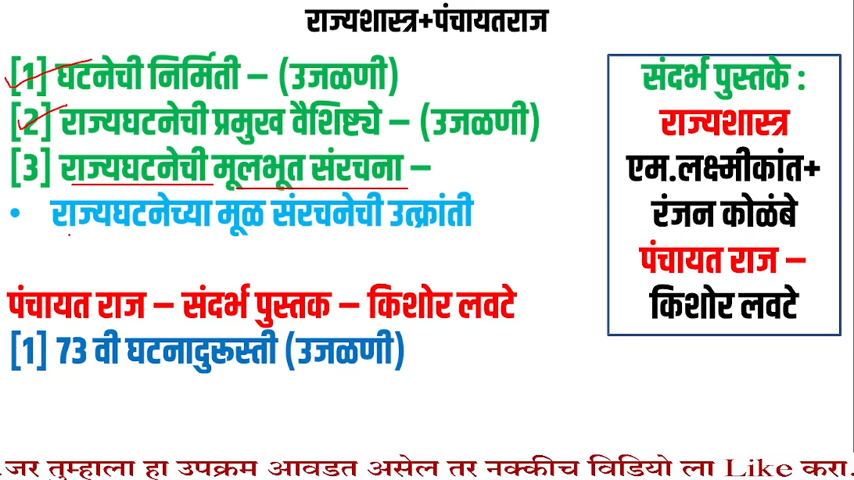 राज्यशास्त्र+पंचायतराज
[1] घटनेची निर्मिती – (उजळणी)
[2] राज्यघटनेची प्रमुख वैशिष्ट्ये – (उजळणी)
[3] राज्यघटनेची मूलभूत संरचना –
• राज्यघटनेच्या मूळ संरचनेची उत्क्रांती
पंचायत राज – संदर्भ पुस्तक – किशोर लवटे
[1] 73 वी घटनादुरूस्ती (उजळणी)
संदर्भ पुस्तके :
राज्यशास्त्र
एम.लक्ष्मीकांत+
रंजन कोळंबे
पंचायत राज –
किशोर लवटे
.जर तुम्हाला हा उपक्रम आवडत असेल तर नक्कीच विडियो ला Like करा.